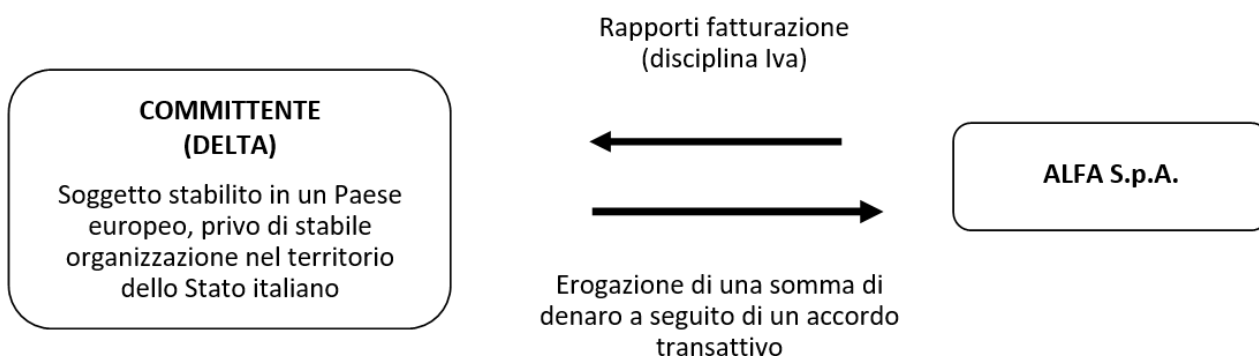 Rapporti fatturazione
(disciplina Iva)
COMMITTENTE
(DELTA)
Soggetto stabilito in un Paese
europeo, privo di stabile
organizzazione nel territorio
dello Stato italiano
ALFA S.p.A.
Erogazione di una somma di
denaro a seguito di un accordo
transattivo